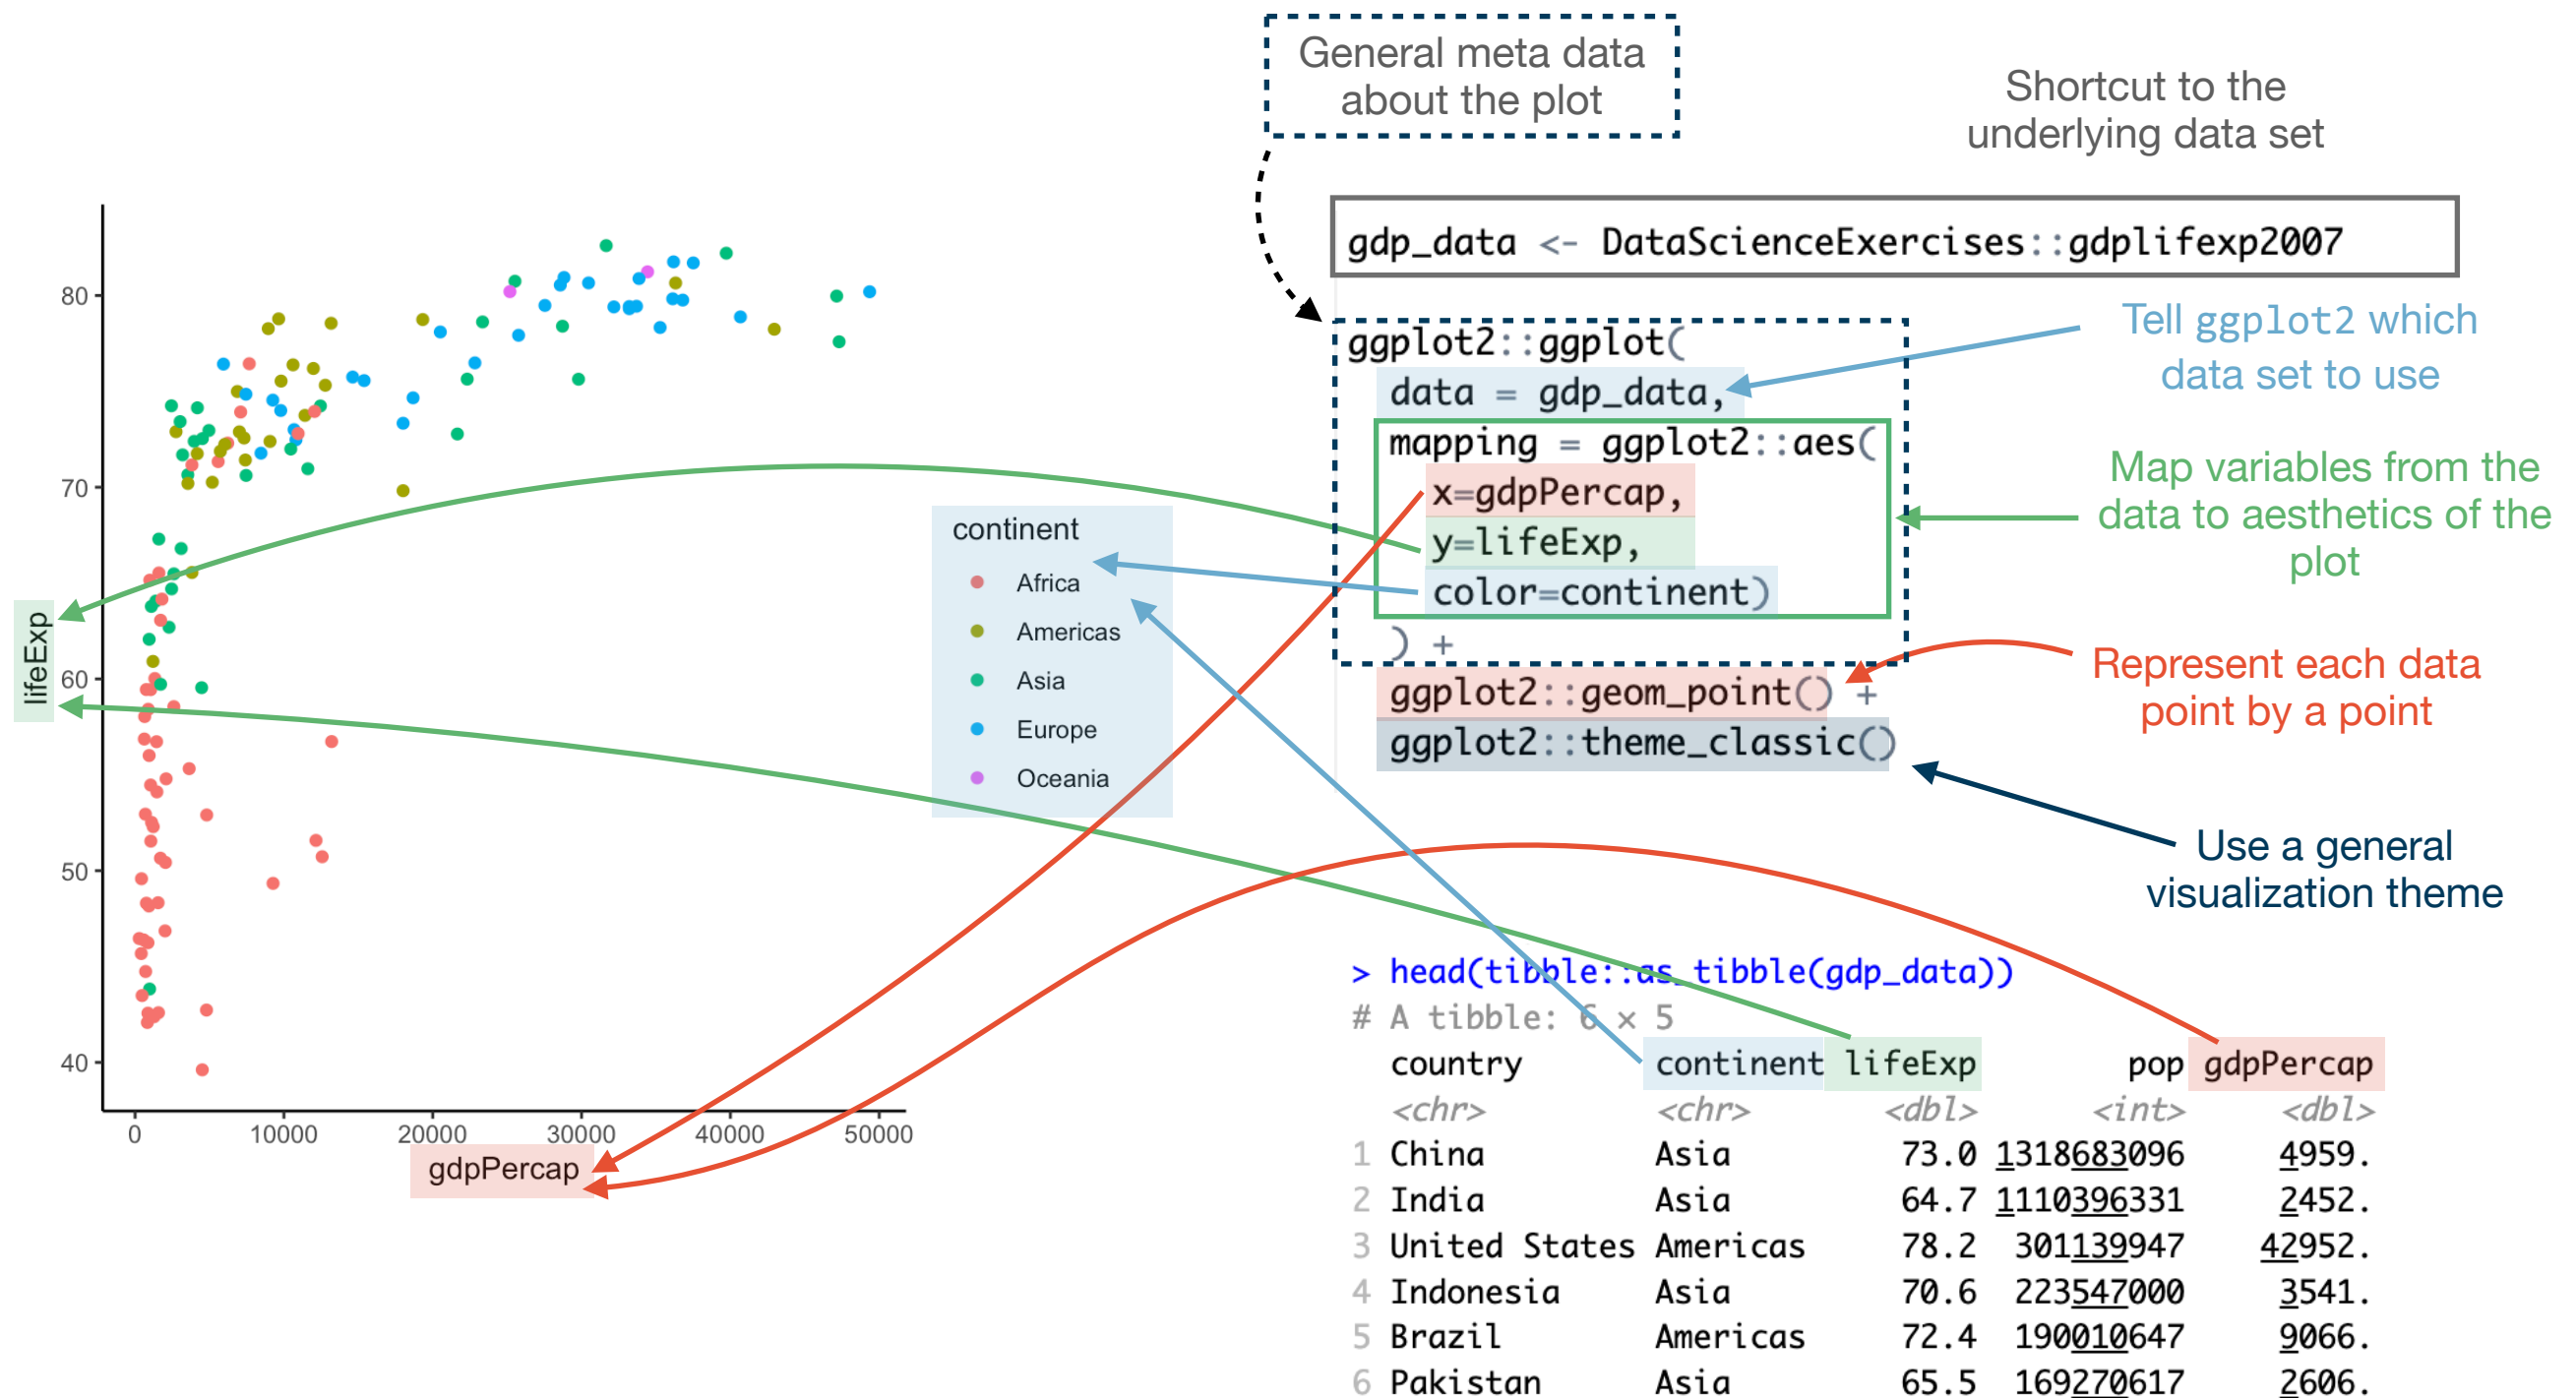 General meta data
about the plot
Shortcut to the
underlying data set
gdp_data <- DataScienceExercises::gdplifexp2007
ggplot2::ggplot(
data = gdp_data,
mapping = ggplot2::aes(
x=gdpPercap,
y=lifeExp,
color=continent)
) +
ggplot2::geom_point() +
ggplot2::theme_classic()
Tell ggplot2 which
data set to use
Map variables from the
data to aesthetics of the
plot
Represent each data
point by a point
Use a general
visualization theme
lifeExp
80
70
60
50
40
0 10000 20000 30000 40000 50000
gdpPercap
continent
Africa
Americas
Asia
Europe
Oceania
> head(tibble::as_tibble(gdp_data))
# A tibble: 6 × 5
country continent lifeExp pop gdpPercap
<chr> <chr> <dbl> <int> <dbl>
1 China Asia 73.0 1318683096 4959.
2 India Asia 64.7 1110396331 2452.
3 United States Americas 78.2 301139947 42952.
4 Indonesia Asia 70.6 223547000 3541.
5 Brazil Americas 72.4 190010647 9066.
6 Pakistan Asia 65.5 169270617 2606.